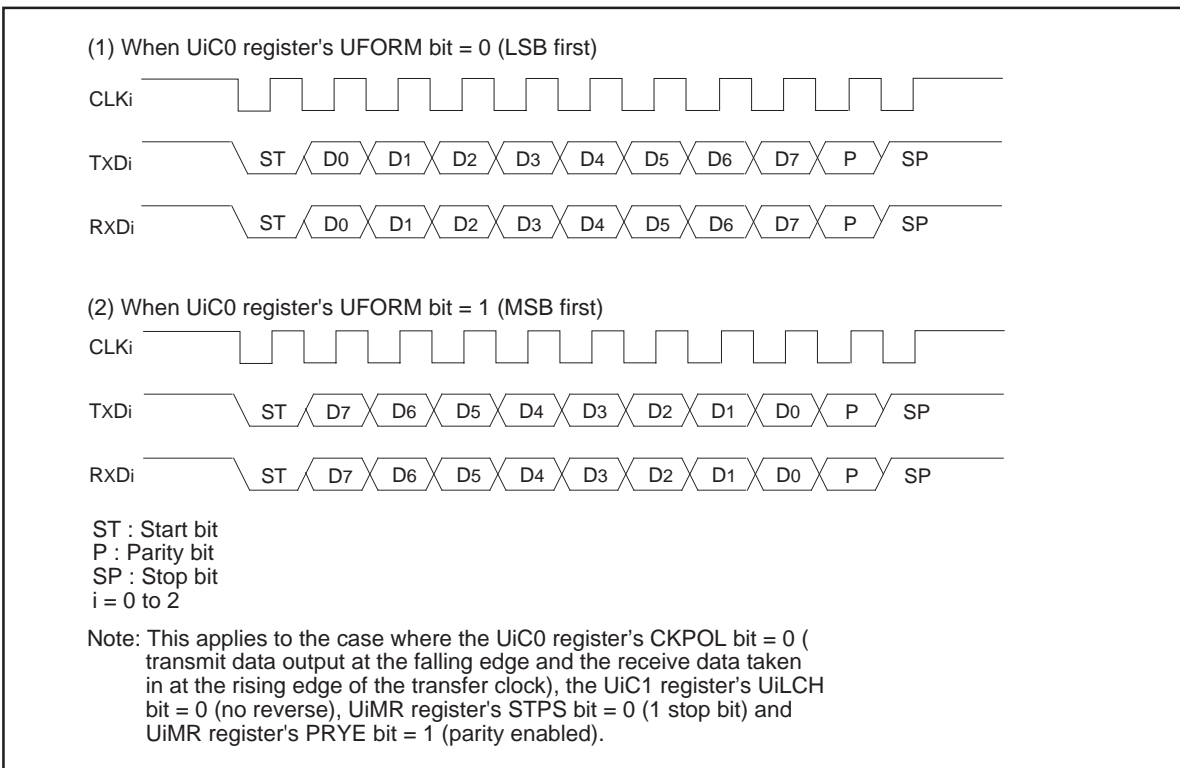 (1) When UiC0 register's UFORM bit = 0 (LSB first)
CLKi
TXDi ST D0 D1 D2 D3 D4 D5 D6 D7 P SP
RXDi ST D0 D1 D2 D3 D4 D5 D6 D7 P SP
(2) When UiC0 register's UFORM bit = 1 (MSB first)
CLKi
TXDi ST D7 D6 D5 D4 D3 D2 D1 D0 P SP
RXDi ST D7 D6 D5 D4 D3 D2 D1 D0 P SP
ST : Start bit
P : Parity bit
SP : Stop bit
i = 0 to 2
Note: This applies to the case where the UiC0 register's CKPOL bit = 0 (
transmit data output at the falling edge and the receive data taken
in at the rising edge of the transfer clock), the UiC1 register's UiLCH
bit = 0 (no reverse), UiMR register's STPS bit = 0 (1 stop bit) and
UiMR register's PRYE bit = 1 (parity enabled).